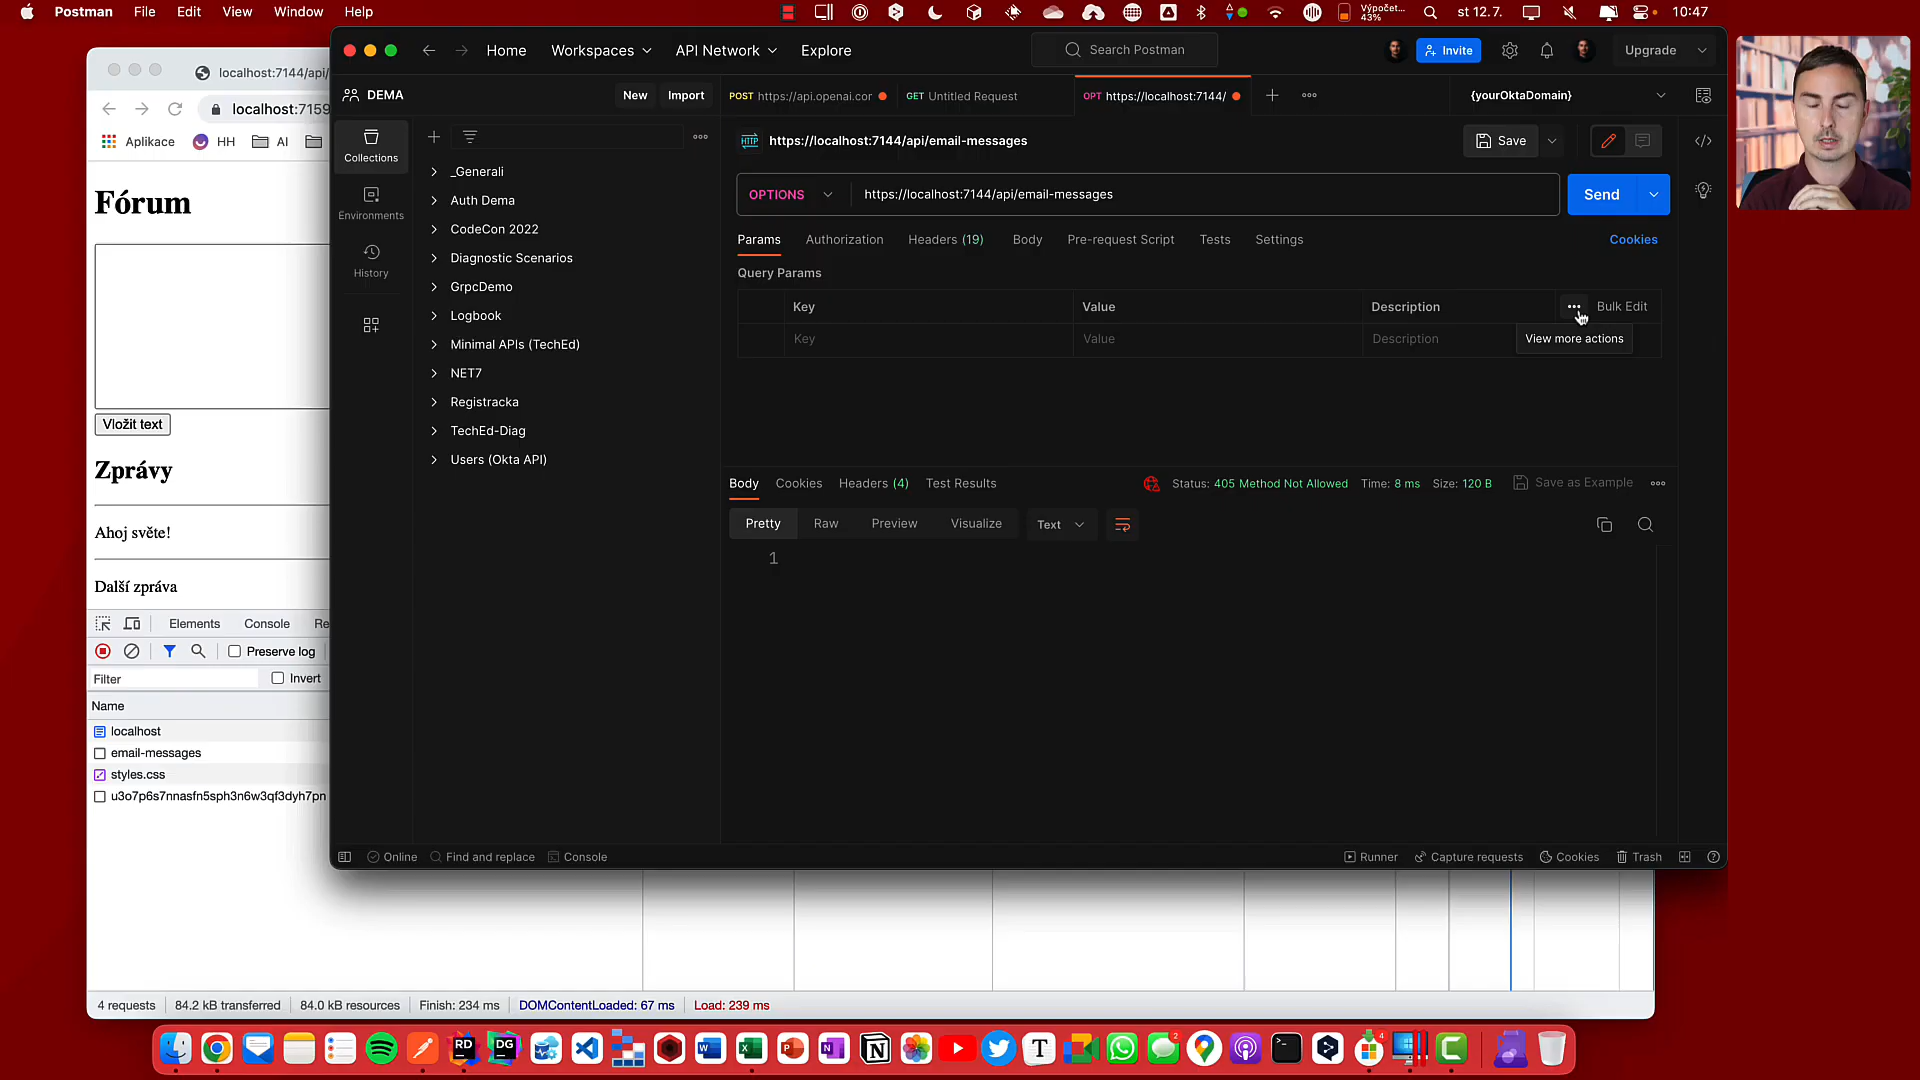 Postman File Edit View Window Help
Výpočet... 43%
st 12.7. 10:47
localhost:7144/api/
localhost:7159
Aplikace HH AI
Fórum
Vložit text
Zprávy
Ahoj světe!
Další zpráva
Elements Console Re
Preserve log
Filter Invert
Name
localhost
email-messages
styles.css
u3o7p6s7nnasfn5sph3n6w3qf3dyh7pn
4 requests 84.2 kB transferred 84.0 kB resources Finish: 234 ms DOMContentLoaded: 67 ms Load: 239 ms
Home Workspaces API Network Explore Search Postman Invite Upgrade
DEMA New Import
POST https://api.openai.cor GET Untitled Request OPT https://localhost:7144/ {yourOktaDomain}
Collections
Environments
History
_Generali
Auth Dema
CodeCon 2022
Diagnostic Scenarios
GrpcDemo
Logbook
Minimal APIs (TechEd)
NET7
Registracka
TechEd-Diag
Users (Okta API)
HTTP https://localhost:7144/api/email-messages Save
OPTIONS https://localhost:7144/api/email-messages Send
Params Authorization Headers (19) Body Pre-request Script Tests Settings Cookies
Query Params
Key Value Description Bulk Edit
Key Value Description
View more actions
Body Cookies Headers (4) Test Results Status: 405 Method Not Allowed Time: 8 ms Size: 120 B Save as Example
Pretty Raw Preview Visualize Text
1
Online Find and replace Console Runner Capture requests Cookies Trash
RD DG 2 4